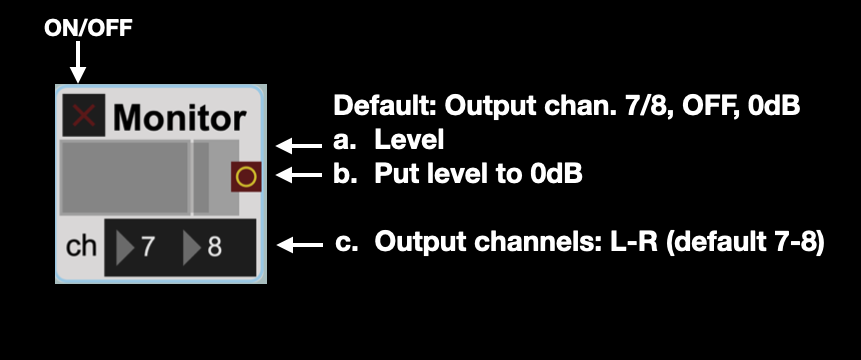 ON/OFF
Monitor
Default: Output chan. 7/8, OFF, 0dB
a. Level
b. Put level to 0dB
ch 7 8
c. Output channels: L-R (default 7-8)